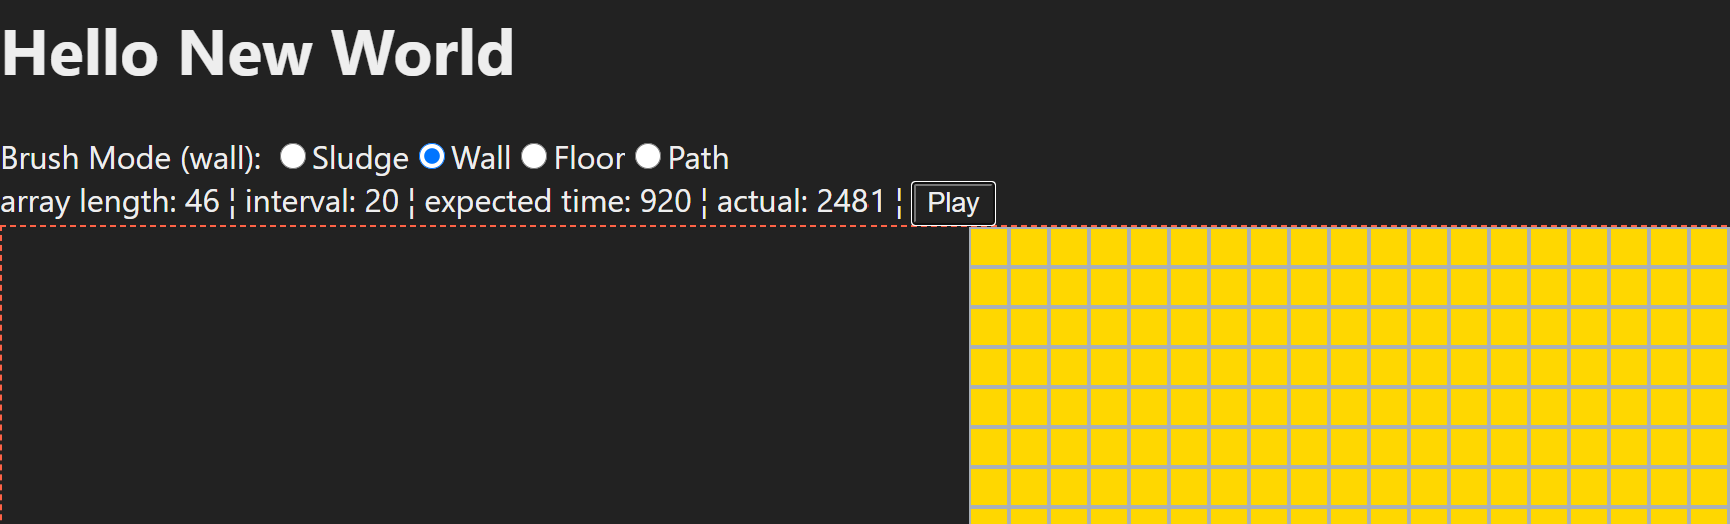 Hello New World
Brush Mode (wall): Sludge Wall Floor Path
array length: 46 ¦ interval: 20 ¦ expected time: 920 ¦ actual: 2481 ¦ Play